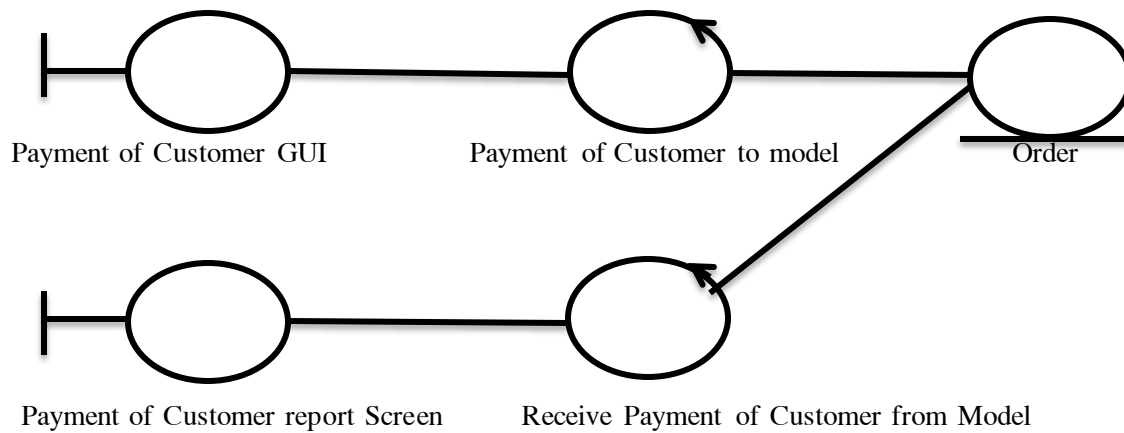 Payment of Customer GUI
Payment of Customer to model
Order
Payment of Customer report Screen
Receive Payment of Customer from Model